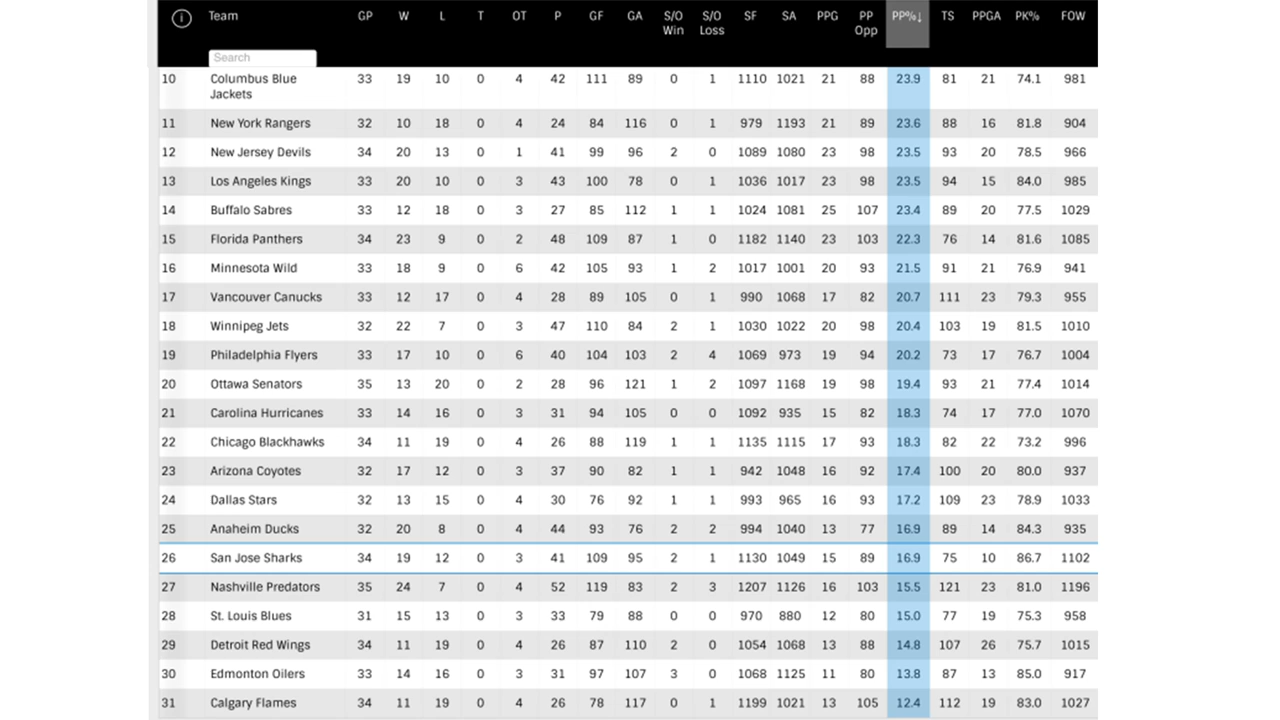 i Team GP W L T OT P GF GA S/O Win S/O Loss SF SA PPG PP Opp PP%↓ TS PPGA PK% FOW
Search
10 Columbus Blue Jackets 33 19 10 0 4 42 111 89 0 1 1110 1021 21 88 23.9 81 21 74.1 981
11 New York Rangers 32 10 18 0 4 24 84 116 0 1 979 1193 21 89 23.6 88 16 81.8 904
12 New Jersey Devils 34 20 13 0 1 41 99 96 2 0 1089 1080 23 98 23.5 93 20 78.5 966
13 Los Angeles Kings 33 20 10 0 3 43 100 78 0 1 1036 1017 23 98 23.5 94 15 84.0 985
14 Buffalo Sabres 33 12 18 0 3 27 85 112 1 1 1024 1081 25 107 23.4 89 20 77.5 1029
15 Florida Panthers 34 23 9 0 2 48 109 87 1 0 1182 1140 23 103 22.3 76 14 81.6 1085
16 Minnesota Wild 33 18 9 0 6 42 105 93 1 2 1017 1001 20 93 21.5 91 21 76.9 941
17 Vancouver Canucks 33 12 17 0 4 28 89 105 0 1 990 1068 17 82 20.7 111 23 79.3 955
18 Winnipeg Jets 32 22 7 0 3 47 110 84 2 1 1030 1022 20 98 20.4 103 19 81.5 1010
19 Philadelphia Flyers 33 17 10 0 6 40 104 103 2 4 1069 973 19 94 20.2 73 17 76.7 1004
20 Ottawa Senators 35 13 20 0 2 28 96 121 1 2 1097 1168 19 98 19.4 93 21 77.4 1014
21 Carolina Hurricanes 33 14 16 0 3 31 94 105 0 0 1092 935 15 82 18.3 74 17 77.0 1070
22 Chicago Blackhawks 34 11 19 0 4 26 88 119 1 1 1135 1115 17 93 18.3 82 22 73.2 996
23 Arizona Coyotes 32 17 12 0 3 37 90 82 1 1 942 1048 16 92 17.4 100 20 80.0 937
24 Dallas Stars 32 13 15 0 4 30 76 92 1 1 993 965 16 93 17.2 109 23 78.9 1033
25 Anaheim Ducks 32 20 8 0 4 44 93 76 2 2 994 1040 13 77 16.9 89 14 84.3 935
26 San Jose Sharks 34 19 12 0 3 41 109 95 2 1 1130 1049 15 89 16.9 75 10 86.7 1102
27 Nashville Predators 35 24 7 0 4 52 119 83 2 3 1207 1126 16 103 15.5 121 23 81.0 1196
28 St. Louis Blues 31 15 13 0 3 33 79 88 0 0 970 880 12 80 15.0 77 19 75.3 958
29 Detroit Red Wings 34 11 19 0 4 26 87 110 2 0 1054 1068 13 88 14.8 107 26 75.7 1015
30 Edmonton Oilers 33 14 16 0 3 31 97 107 3 0 1068 1125 11 80 13.8 87 13 85.0 917
31 Calgary Flames 34 11 19 0 4 26 78 117 0 1 1199 1021 13 105 12.4 112 19 83.0 1027